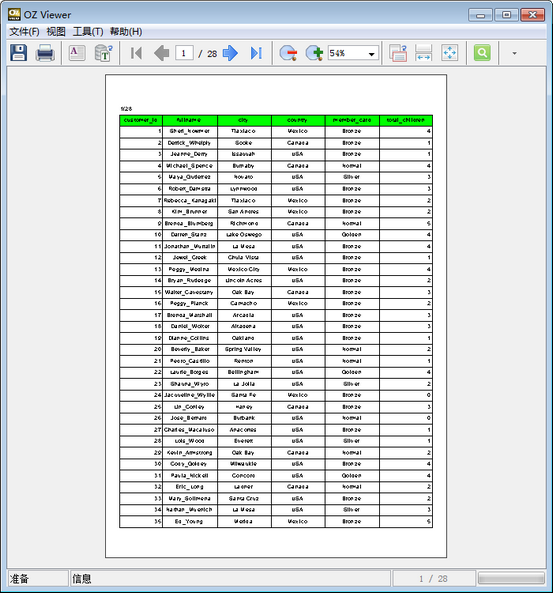 OZ Viewer
文件(F) 视图 工具(T) 帮助(H)
1 / 28 54%
1/28
customer_id fullname city country member_card total_children
1 Sheri_Nowmer Tlaxiaco Mexico Bronze 4
2 Derrick_Whelply Sooke Canada Bronze 1
3 Jeanne_Derry Issaquah USA Bronze 1
4 Michael_Spence Burnaby Canada Normal 4
5 Maya_Gutierrez Novato USA Silver 3
6 Robert_Damstra Lynnwood USA Bronze 3
7 Rebecca_Kanagaki Tlaxiaco Mexico Bronze 2
8 Kim_Brunner San Andres Mexico Bronze 2
9 Brenda_Blumberg Richmond Canada Normal 5
10 Darren_Stanz Lake Oswego USA Golden 4
11 Jonathan_Murraiin La Mesa USA Bronze 4
12 Jewel_Creek Chula Vista USA Bronze 1
13 Peggy_Medina Mexico City Mexico Bronze 4
14 Bryan_Rutledge Lincoln Acres USA Bronze 2
15 Walter_Cavestany Oak Bay Canada Bronze 3
16 Peggy_Planck Camacho Mexico Bronze 2
17 Brenda_Marshall Arcadia USA Bronze 3
18 Daniel_Wolter Altadena USA Bronze 3
19 Dianne_Collins Oakland USA Bronze 1
20 Beverly_Baker Spring Valley USA Normal 2
21 Pedro_Castillo Renton USA Normal 1
22 Laurie_Borges Bellingham USA Golden 4
23 Shauna_Wyro La Jolla USA Silver 2
24 Jacqueline_Wyllie Santa Fe Mexico Bronze 0
25 Lin_Conley Haney Canada Bronze 3
26 Jose_Bernard Burbank USA Normal 0
27 Charles_Macaluso Anacortes USA Bronze 1
28 Lois_Wood Everett USA Silver 1
29 Kevin_Armstrong Oak Bay Canada Normal 2
30 Cody_Goldey Milwaukie USA Bronze 4
31 Paula_Nickell Concord USA Golden 4
32 Eric_Long Ladner Canada Normal 2
33 Mary_Solimena Santa Cruz USA Bronze 2
34 Nathan_Myerich La Mesa USA Silver 3
35 Ed_Young Merida Mexico Bronze 5
准备 信息 1 / 28